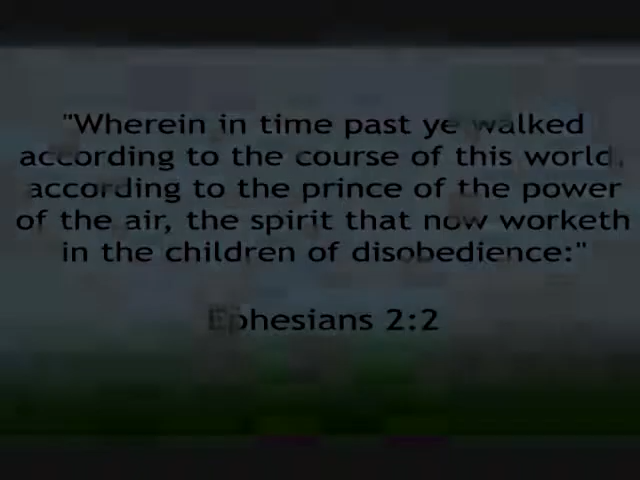 "Wherein in time past ye walked
according to the course of this world,
according to the prince of the power
of the air, the spirit that now worketh
in the children of disobedience:"
Ephesians 2:2